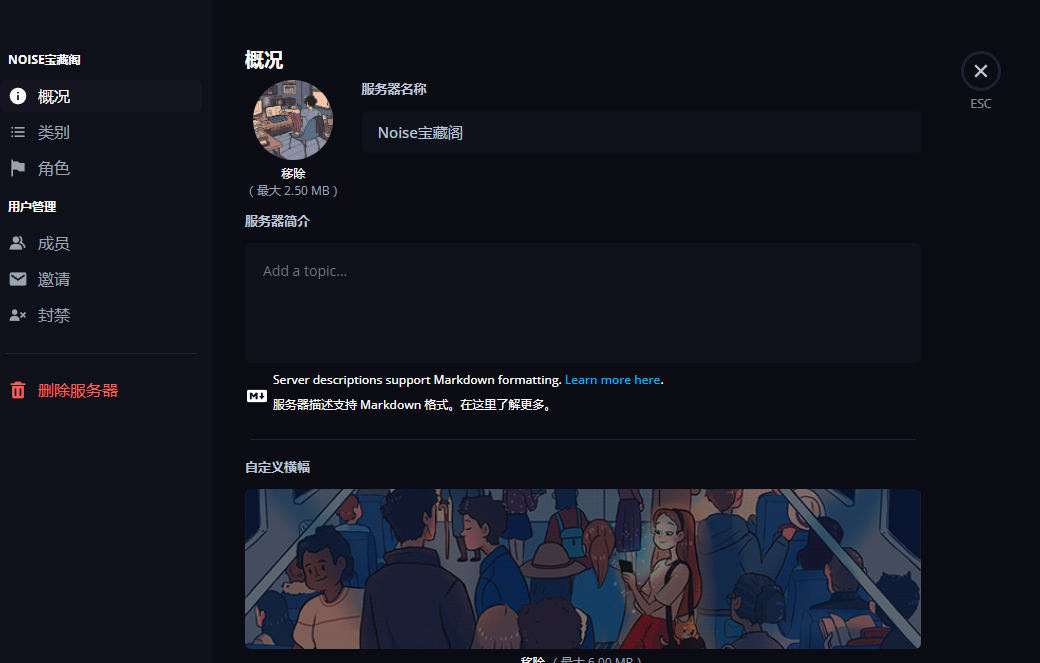 NOISE宝藏阁
概况
类别
角色
用户管理
成员
邀请
封禁
删除服务器
概况
移除
( 最大 2.50 MB )
服务器名称
Noise宝藏阁
ESC
服务器简介
Add a topic...
M↓
Server descriptions support Markdown formatting. Learn more here.
服务器描述支持 Markdown 格式。在这里了解更多。
自定义横幅
移除 ( 最大 6.00 MB )